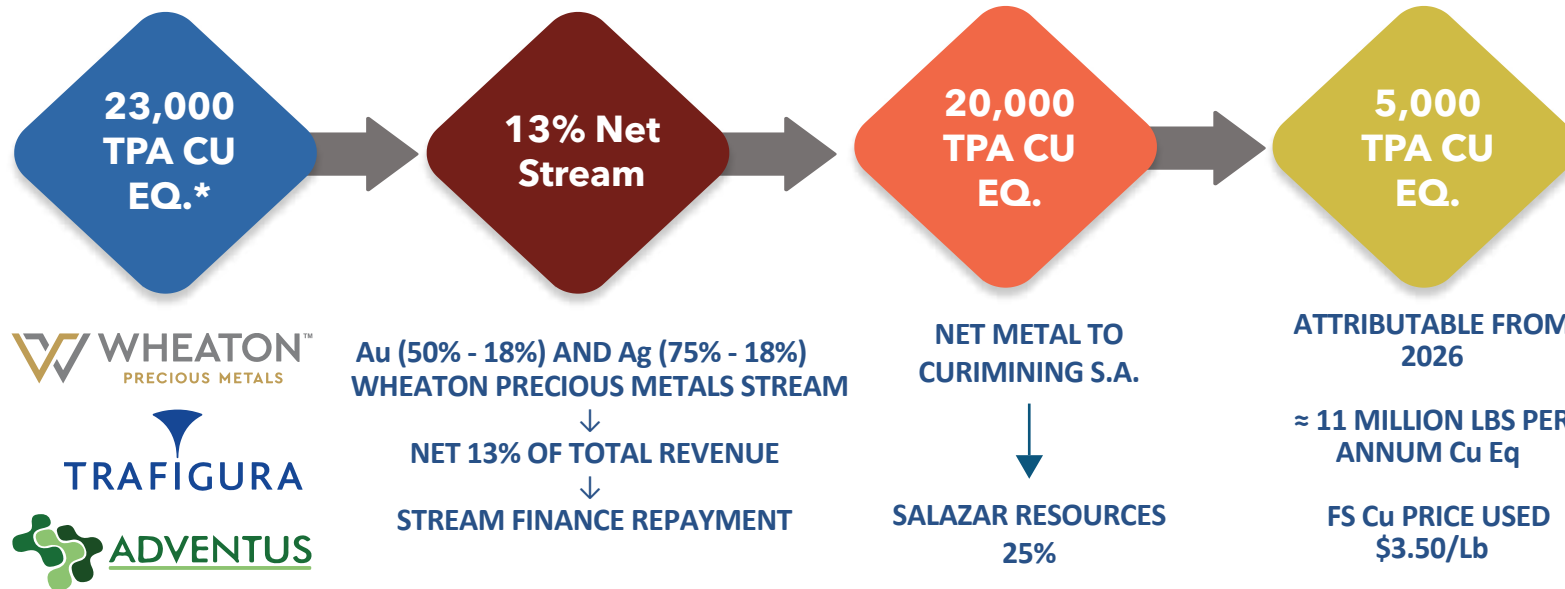 23,000
TPA CU
EQ.*
13% Net
Stream
20,000
TPA CU
EQ.
5,000
TPA CU
EQ.
WHEATON™
PRECIOUS METALS
TRAFIGURA
ADVENTUS
Au (50% - 18%) AND Ag (75% - 18%)
WHEATON PRECIOUS METALS STREAM
↓
NET 13% OF TOTAL REVENUE
↓
STREAM FINANCE REPAYMENT
NET METAL TO
CURIMINING S.A.
SALAZAR RESOURCES
25%
ATTRIBUTABLE FROM
2026
≈ 11 MILLION LBS PER
ANNUM Cu Eq
FS Cu PRICE USED
$3.50/Lb